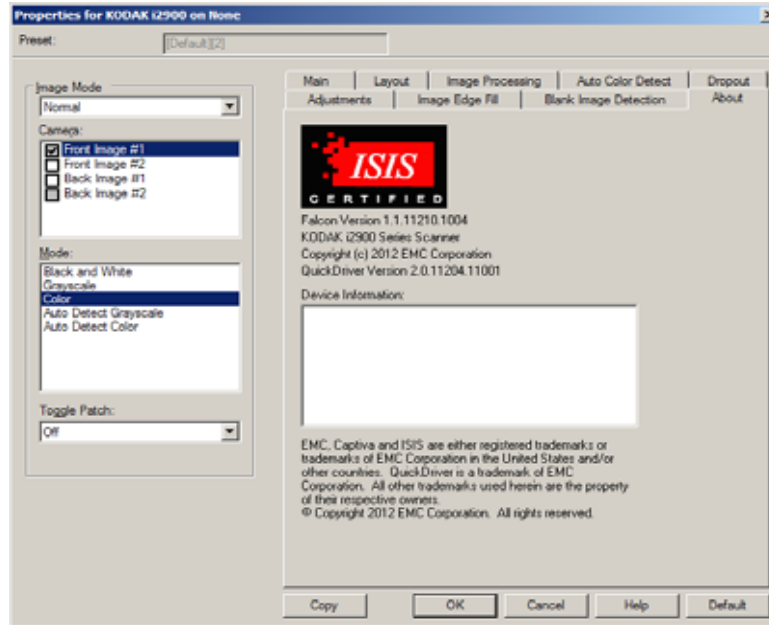 Properties for KODAK i2900 on None
Preset:
[Default][2]
Image Mode
Normal
Camera:
Front Image #1
Front Image #2
Back Image #1
Back Image #2
Mode:
Black and White
Grayscale
Color
Auto Detect Grayscale
Auto Detect Color
Toggle Patch:
Off
Main Layout Image Processing Auto Color Detect Dropout
Adjustments Image Edge Fill Blank Image Detection About
ISIS
CERTIFIED
Falcon Version 1.1.11210.1004
KODAK i2900 Series Scanner
Copyright (c) 2012 EMC Corporation
QuickDriver Version 2.0.11204.11001
Device Information:
EMC, Captiva and ISIS are either registered trademarks or
trademarks of EMC Corporation in the United States and/or
other countries. QuickDriver is a trademark of EMC
Corporation. All other trademarks used herein are the property
of their respective owners.
© Copyright 2012 EMC Corporation. All rights reserved.
Copy OK Cancel Help Default